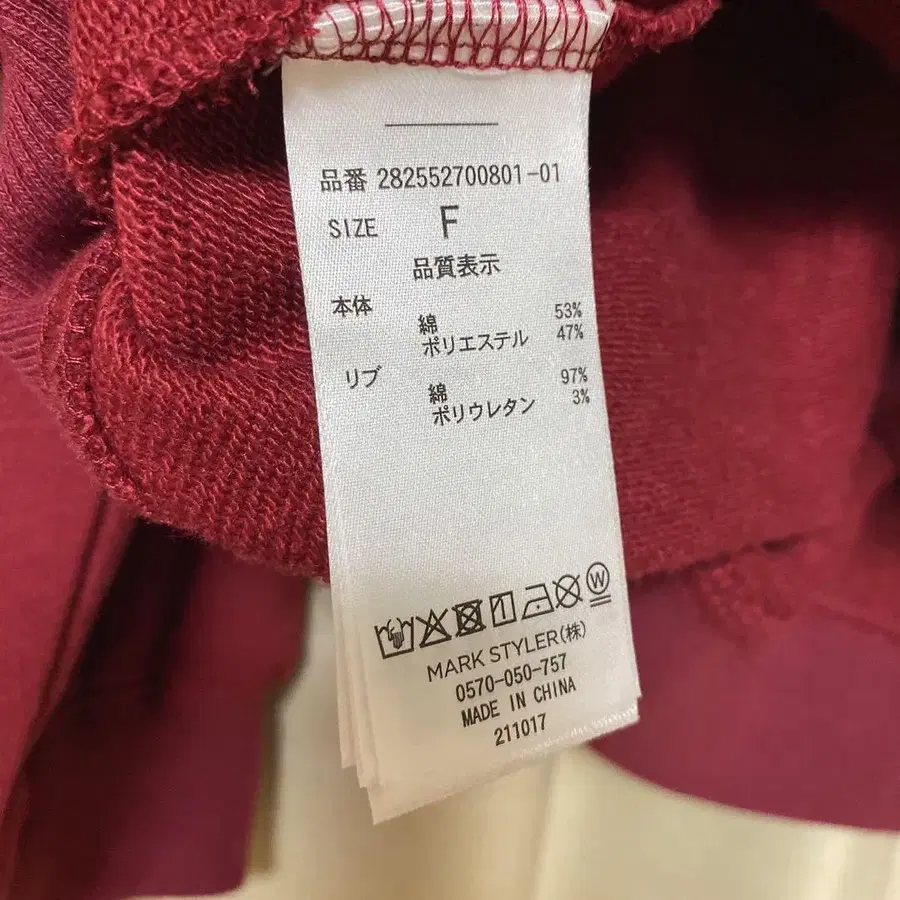 品番 282552700801-01
SIZE F
品質表示
本体
綿 53%
ポリエステル 47%
リブ
綿 97%
ポリウレタン 3%
W
MARK STYLER(株)
0570-050-757
MADE IN CHINA
211017